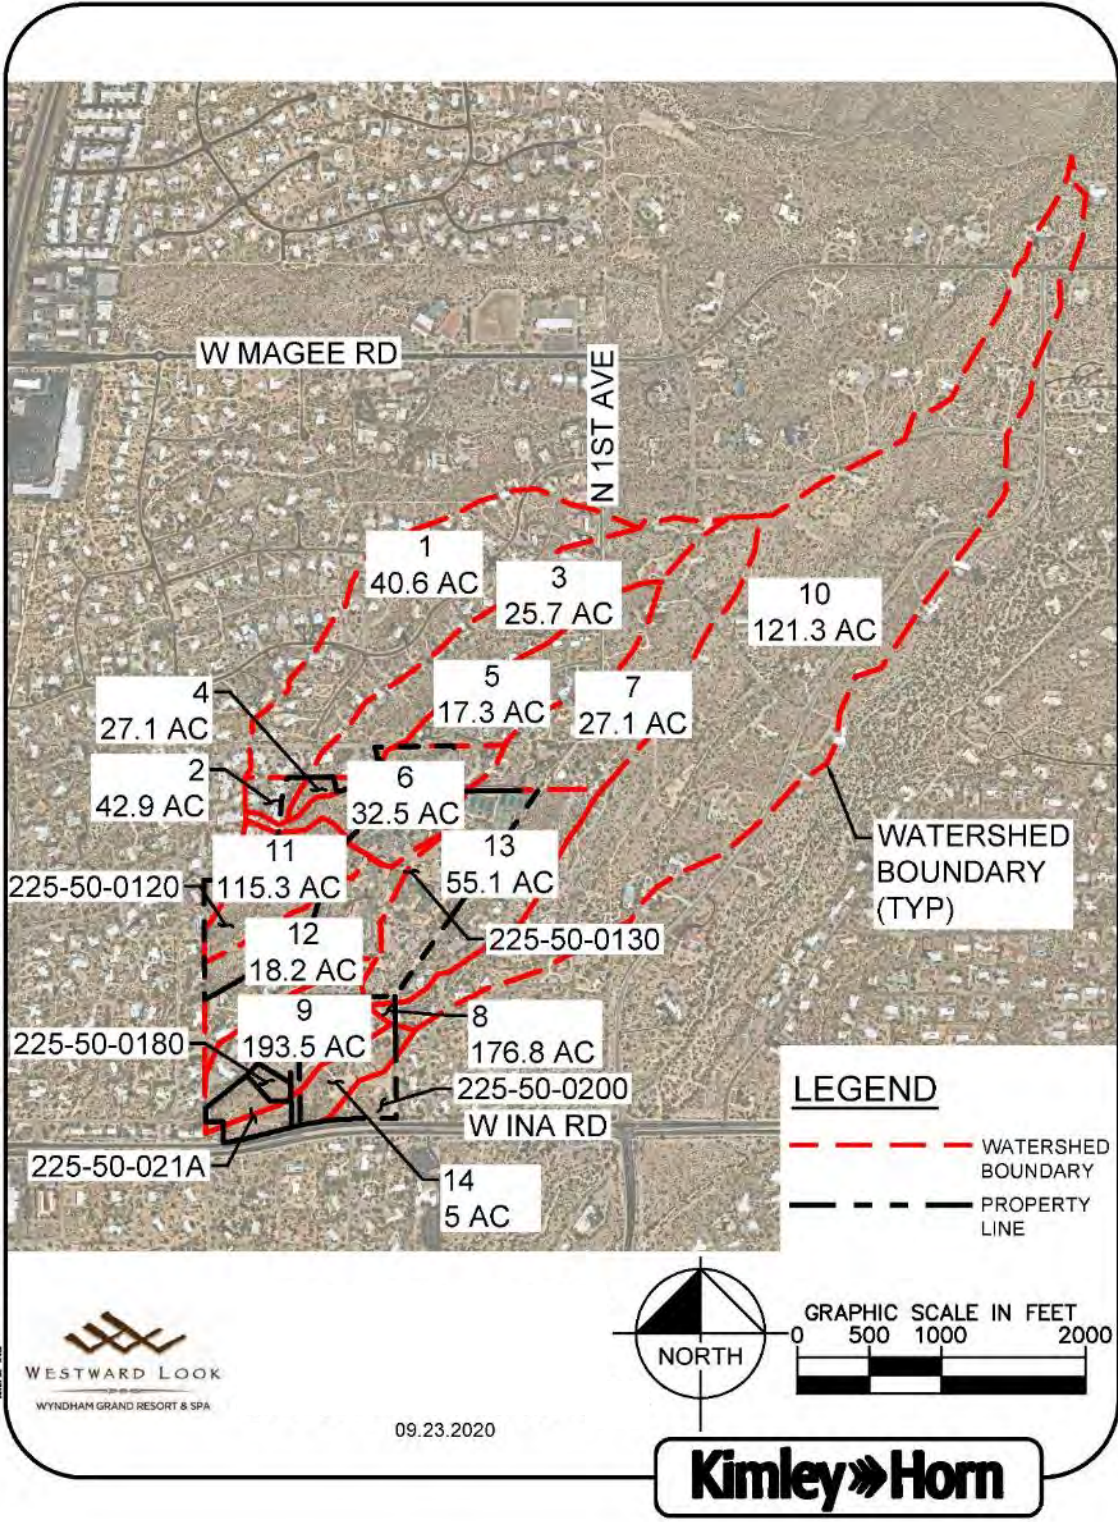 W MAGEE RD
N 1ST AVE
1
40.6 AC
3
25.7 AC
10
121.3 AC
5
17.3 AC
7
27.1 AC
4
27.1 AC
2
42.9 AC
6
32.5 AC
11
115.3 AC
13
55.1 AC
WATERSHED
BOUNDARY
(TYP)
225-50-0120
12
18.2 AC
225-50-0130
9
193.5 AC
8
176.8 AC
225-50-0180
225-50-0200
W INA RD
225-50-021A
14
5 AC
LEGEND
WATERSHED
BOUNDARY
PROPERTY
LINE
GRAPHIC SCALE IN FEET
0 500 1000 2000
NORTH
WESTWARD LOOK
WYNDHAM GRAND RESORT & SPA
09.23.2020
Kimley»Horn